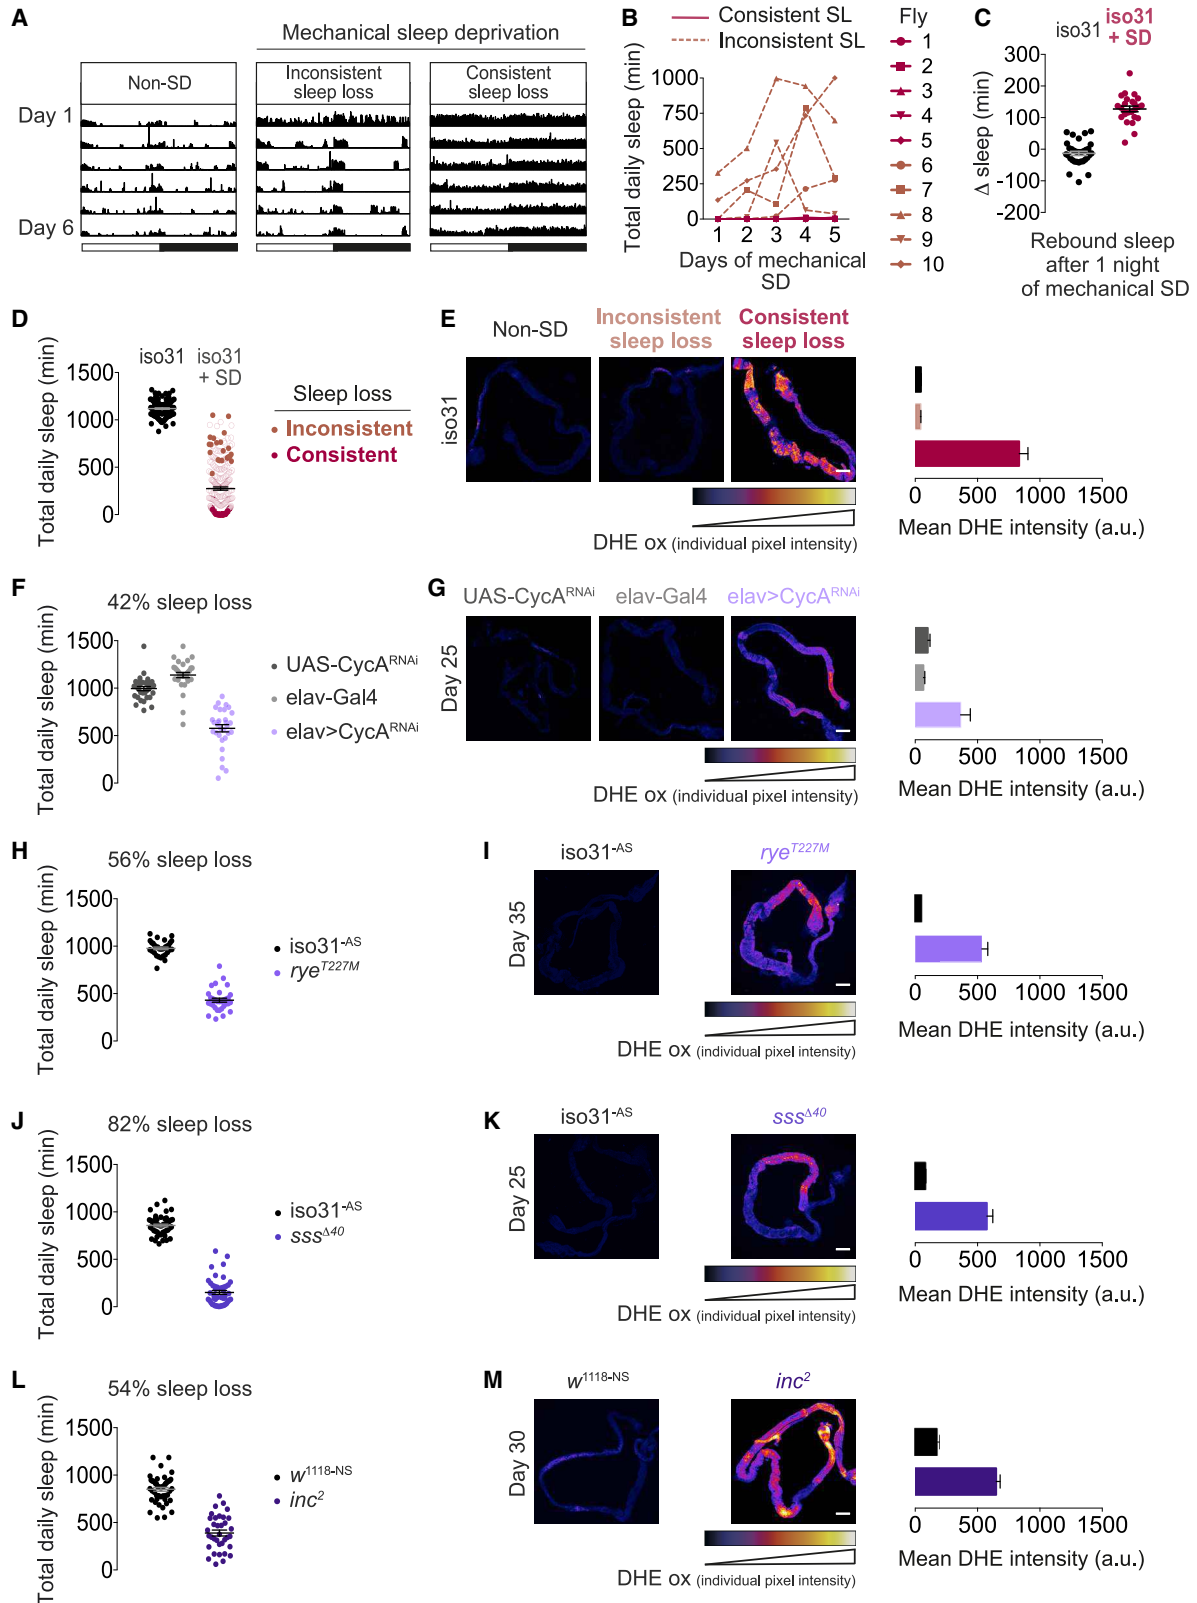 A
Mechanical sleep deprivation
Non-SD
Inconsistent
sleep loss
Consistent
sleep loss
Day 1
Day 6
B
Consistent SL
Inconsistent SL
Total daily sleep (min)
1000
750
500
250
0
1 2 3 4 5
Days of mechanical
SD
Fly
1
2
3
4
5
6
7
8
9
10
C
iso31
iso31
+ SD
Δ sleep (min)
300
200
100
0
-100
-200
Rebound sleep
after 1 night
of mechanical SD
D
iso31
iso31
+ SD
Total daily sleep (min)
1500
1000
500
0
Sleep loss
Inconsistent
Consistent
E
Non-SD
Inconsistent
sleep loss
Consistent
sleep loss
iso31
DHE ox (individual pixel intensity)
0 500 1000 1500
Mean DHE intensity (a.u.)
F
42% sleep loss
Total daily sleep (min)
1500
1000
500
0
UAS-CycA^RNAi
elav-Gal4
elav>CycA^RNAi
G
UAS-CycA^RNAi
elav-Gal4
elav>CycA^RNAi
Day 25
DHE ox (individual pixel intensity)
0 500 1000 1500
Mean DHE intensity (a.u.)
H
56% sleep loss
Total daily sleep (min)
1500
1000
500
0
iso31^-AS
rye^T227M
I
iso31^-AS
rye^T227M
Day 35
DHE ox (individual pixel intensity)
0 500 1000 1500
Mean DHE intensity (a.u.)
J
82% sleep loss
Total daily sleep (min)
1500
1000
500
0
iso31^-AS
sss^Δ40
K
iso31^-AS
sss^Δ40
Day 25
DHE ox (individual pixel intensity)
0 500 1000 1500
Mean DHE intensity (a.u.)
L
54% sleep loss
Total daily sleep (min)
1500
1000
500
0
w^1118-NS
inc^2
M
w^1118-NS
inc^2
Day 30
DHE ox (individual pixel intensity)
0 500 1000 1500
Mean DHE intensity (a.u.)